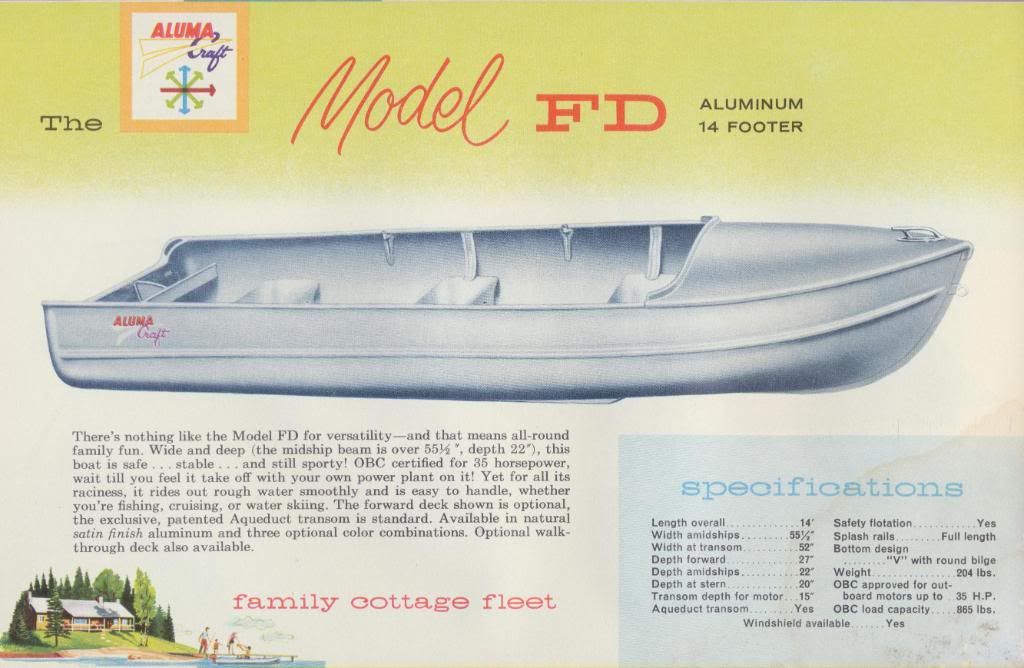 The
ALUMA
Craft
Model FD
ALUMINUM
14 FOOTER
ALUMA
Craft
There's nothing like the Model FD for versatility—and that means all-round
family fun. Wide and deep (the midship beam is over 55½ ", depth 22"), this
boat is safe . . . stable . . . and still sporty! OBC certified for 35 horsepower,
wait till you feel it take off with your own power plant on it! Yet for all its
raciness, it rides out rough water smoothly and is easy to handle, whether
you're fishing, cruising, or water skiing. The forward deck shown is optional,
the exclusive, patented Aqueduct transom is standard. Available in natural
satin finish aluminum and three optional color combinations. Optional walk-
through deck also available.
family cottage fleet
specifications
Length overall............14'
Width amidships.........55½"
Width at transom..........52"
Depth forward.............27"
Depth amidships...........22"
Depth at stern............20"
Transom depth for motor...15"
Aqueduct transom.........Yes
Safety flotation...........Yes
Splash rails........Full length
Bottom design
........"V" with round bilge
Weight................204 lbs.
OBC approved for out-
board motors up to . 35 H.P.
OBC load capacity.....865 lbs.
Windshield available.......Yes